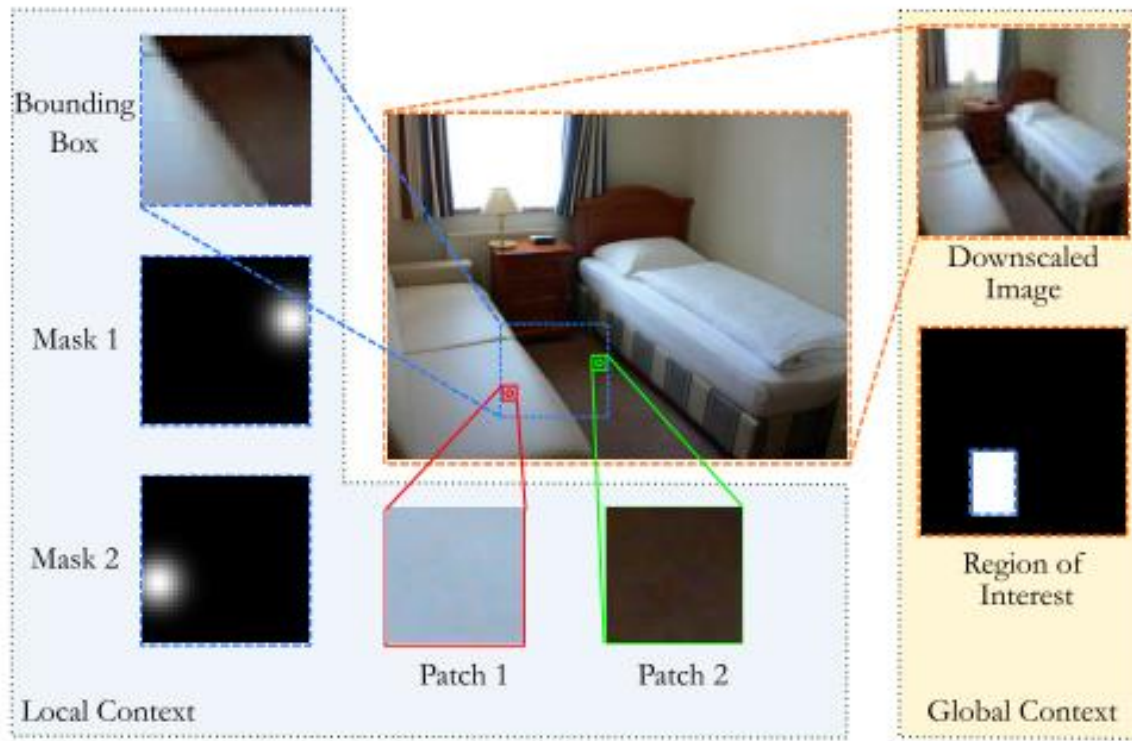 Bounding
Box
Mask 1
Mask 2
Patch 1
Patch 2
Local Context
Downscaled
Image
Region of
Interest
Global Context